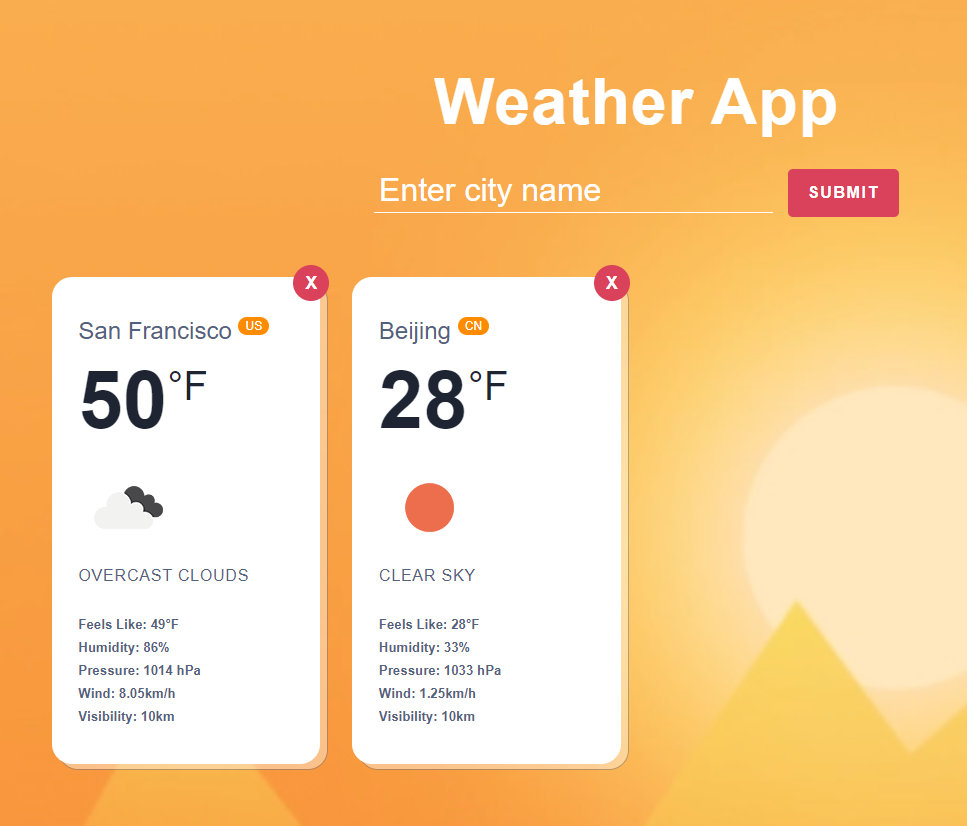 Weather App
Enter city name
SUBMIT
X
San Francisco US
50°F
OVERCAST CLOUDS
Feels Like: 49°F
Humidity: 86%
Pressure: 1014 hPa
Wind: 8.05km/h
Visibility: 10km
X
Beijing CN
28°F
CLEAR SKY
Feels Like: 28°F
Humidity: 33%
Pressure: 1033 hPa
Wind: 1.25km/h
Visibility: 10km